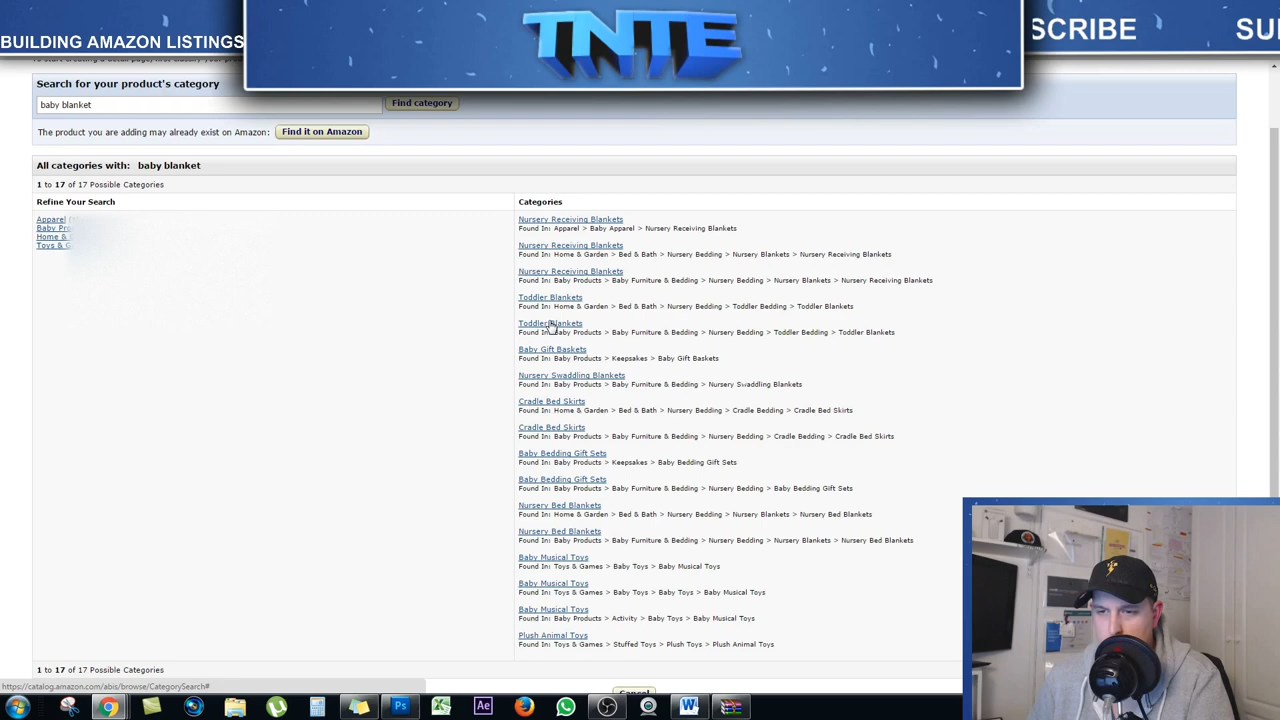 BUILDING AMAZON LISTINGS
TNTE
SCRIBE
SU
Search for your product's category
baby blanket
Find category
The product you are adding may already exist on Amazon:
Find it on Amazon
All categories with: baby blanket
1 to 17 of 17 Possible Categories
Refine Your Search
Categories
Apparel
Baby Pro
Home &
Toys & G
Nursery Receiving Blankets
Found In: Apparel > Baby Apparel > Nursery Receiving Blankets
Nursery Receiving Blankets
Found In: Home & Garden > Bed & Bath > Nursery Bedding > Nursery Blankets > Nursery Receiving Blankets
Nursery Receiving Blankets
Found In: Baby Products > Baby Furniture & Bedding > Nursery Bedding > Nursery Blankets > Nursery Receiving Blankets
Toddler Blankets
Found In: Home & Garden > Bed & Bath > Nursery Bedding > Toddler Bedding > Toddler Blankets
Toddler Blankets
Found In: Baby Products > Baby Furniture & Bedding > Nursery Bedding > Toddler Bedding > Toddler Blankets
Baby Gift Baskets
Found In: Baby Products > Keepsakes > Baby Gift Baskets
Nursery Swaddling Blankets
Found In: Baby Products > Baby Furniture & Bedding > Nursery Swaddling Blankets
Cradle Bed Skirts
Found In: Home & Garden > Bed & Bath > Nursery Bedding > Cradle Bedding > Cradle Bed Skirts
Cradle Bed Skirts
Found In: Baby Products > Baby Furniture & Bedding > Nursery Bedding > Cradle Bedding > Cradle Bed Skirts
Baby Bedding Gift Sets
Found In: Baby Products > Keepsakes > Baby Bedding Gift Sets
Baby Bedding Gift Sets
Found In: Baby Products > Baby Furniture & Bedding > Nursery Bedding > Baby Bedding Gift Sets
Nursery Bed Blankets
Found In: Home & Garden > Bed & Bath > Nursery Bedding > Nursery Blankets > Nursery Bed Blankets
Nursery Bed Blankets
Found In: Baby Products > Baby Furniture & Bedding > Nursery Bedding > Nursery Blankets > Nursery Bed Blankets
Baby Musical Toys
Found In: Toys & Games > Baby Toys > Baby Musical Toys
Baby Musical Toys
Found In: Toys & Games > Baby Toys > Baby Toys > Baby Musical Toys
Baby Musical Toys
Found In: Baby Products > Activity > Baby Toys > Baby Musical Toys
Plush Animal Toys
Found In: Toys & Games > Stuffed Toys > Plush Toys > Plush Animal Toys
1 to 17 of 17 Possible Categories
https://catalog.amazon.com/abis/browse/CategorySearch#
Cancel
Ps
Ae